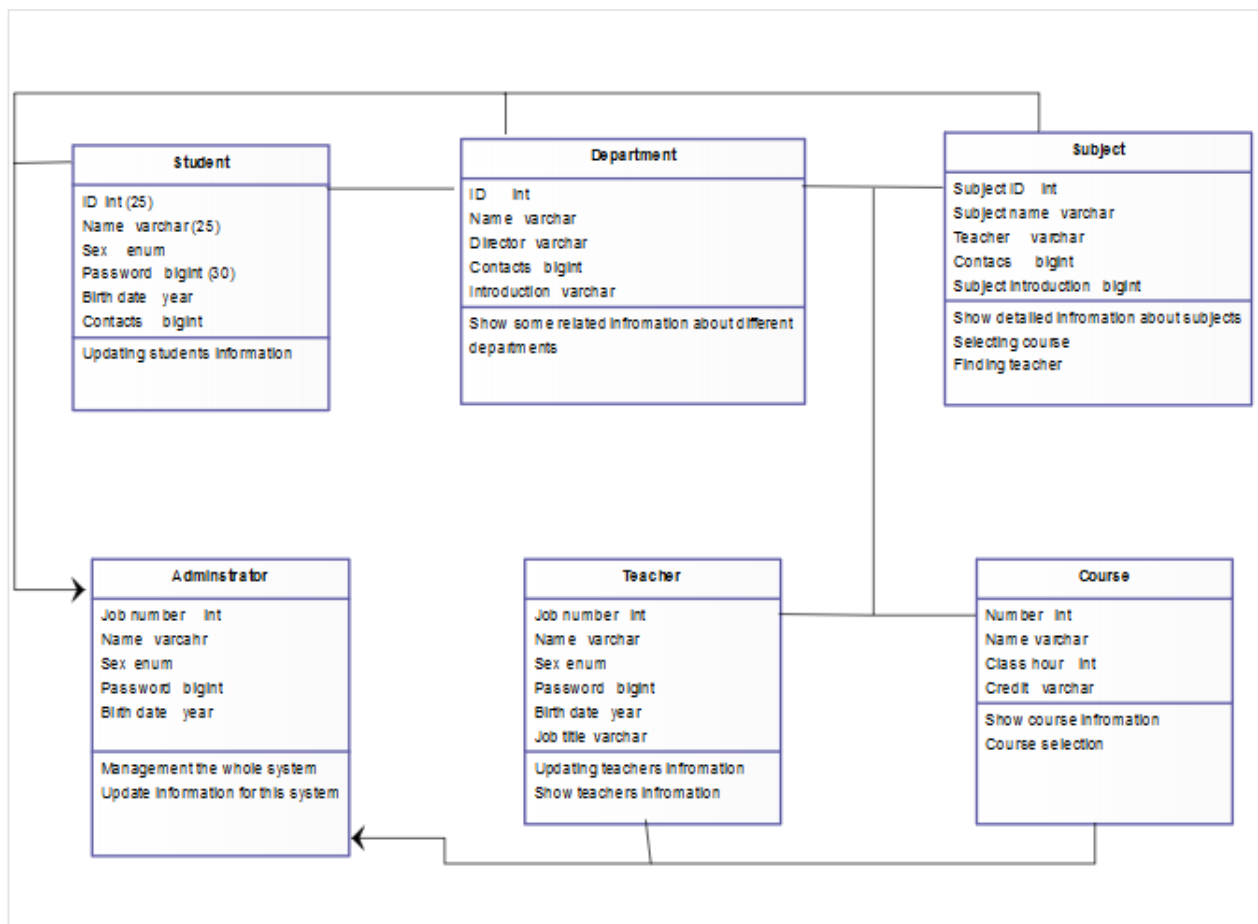 Student
ID Int (25)
Name varchar (25)
Sex enum
Password bigint (30)
Birth date year
Contacts bigint
Updating students Information
Department
ID Int
Name varchar
Director varchar
Contacts bigint
Introduction varchar
Show some related Infromation about different
departments
Subject
Subject ID Int
Subject name varchar
Teacher varchar
Contacs bigint
Subject Introduction bigint
Show detailed Infromation about subjects
Selecting course
Finding teacher
Adminstrator
Job number Int
Name varcahr
Sex enum
Password bigint
Birth date year
Management the whole system
Update Information for this system
Teacher
Job number Int
Name varchar
Sex enum
Password bigint
Birth date year
Job title varchar
Updating teachers Infromation
Show teachers Infromation
Course
Number Int
Name varchar
Class hour Int
Credit varchar
Show course Infromation
Course selection